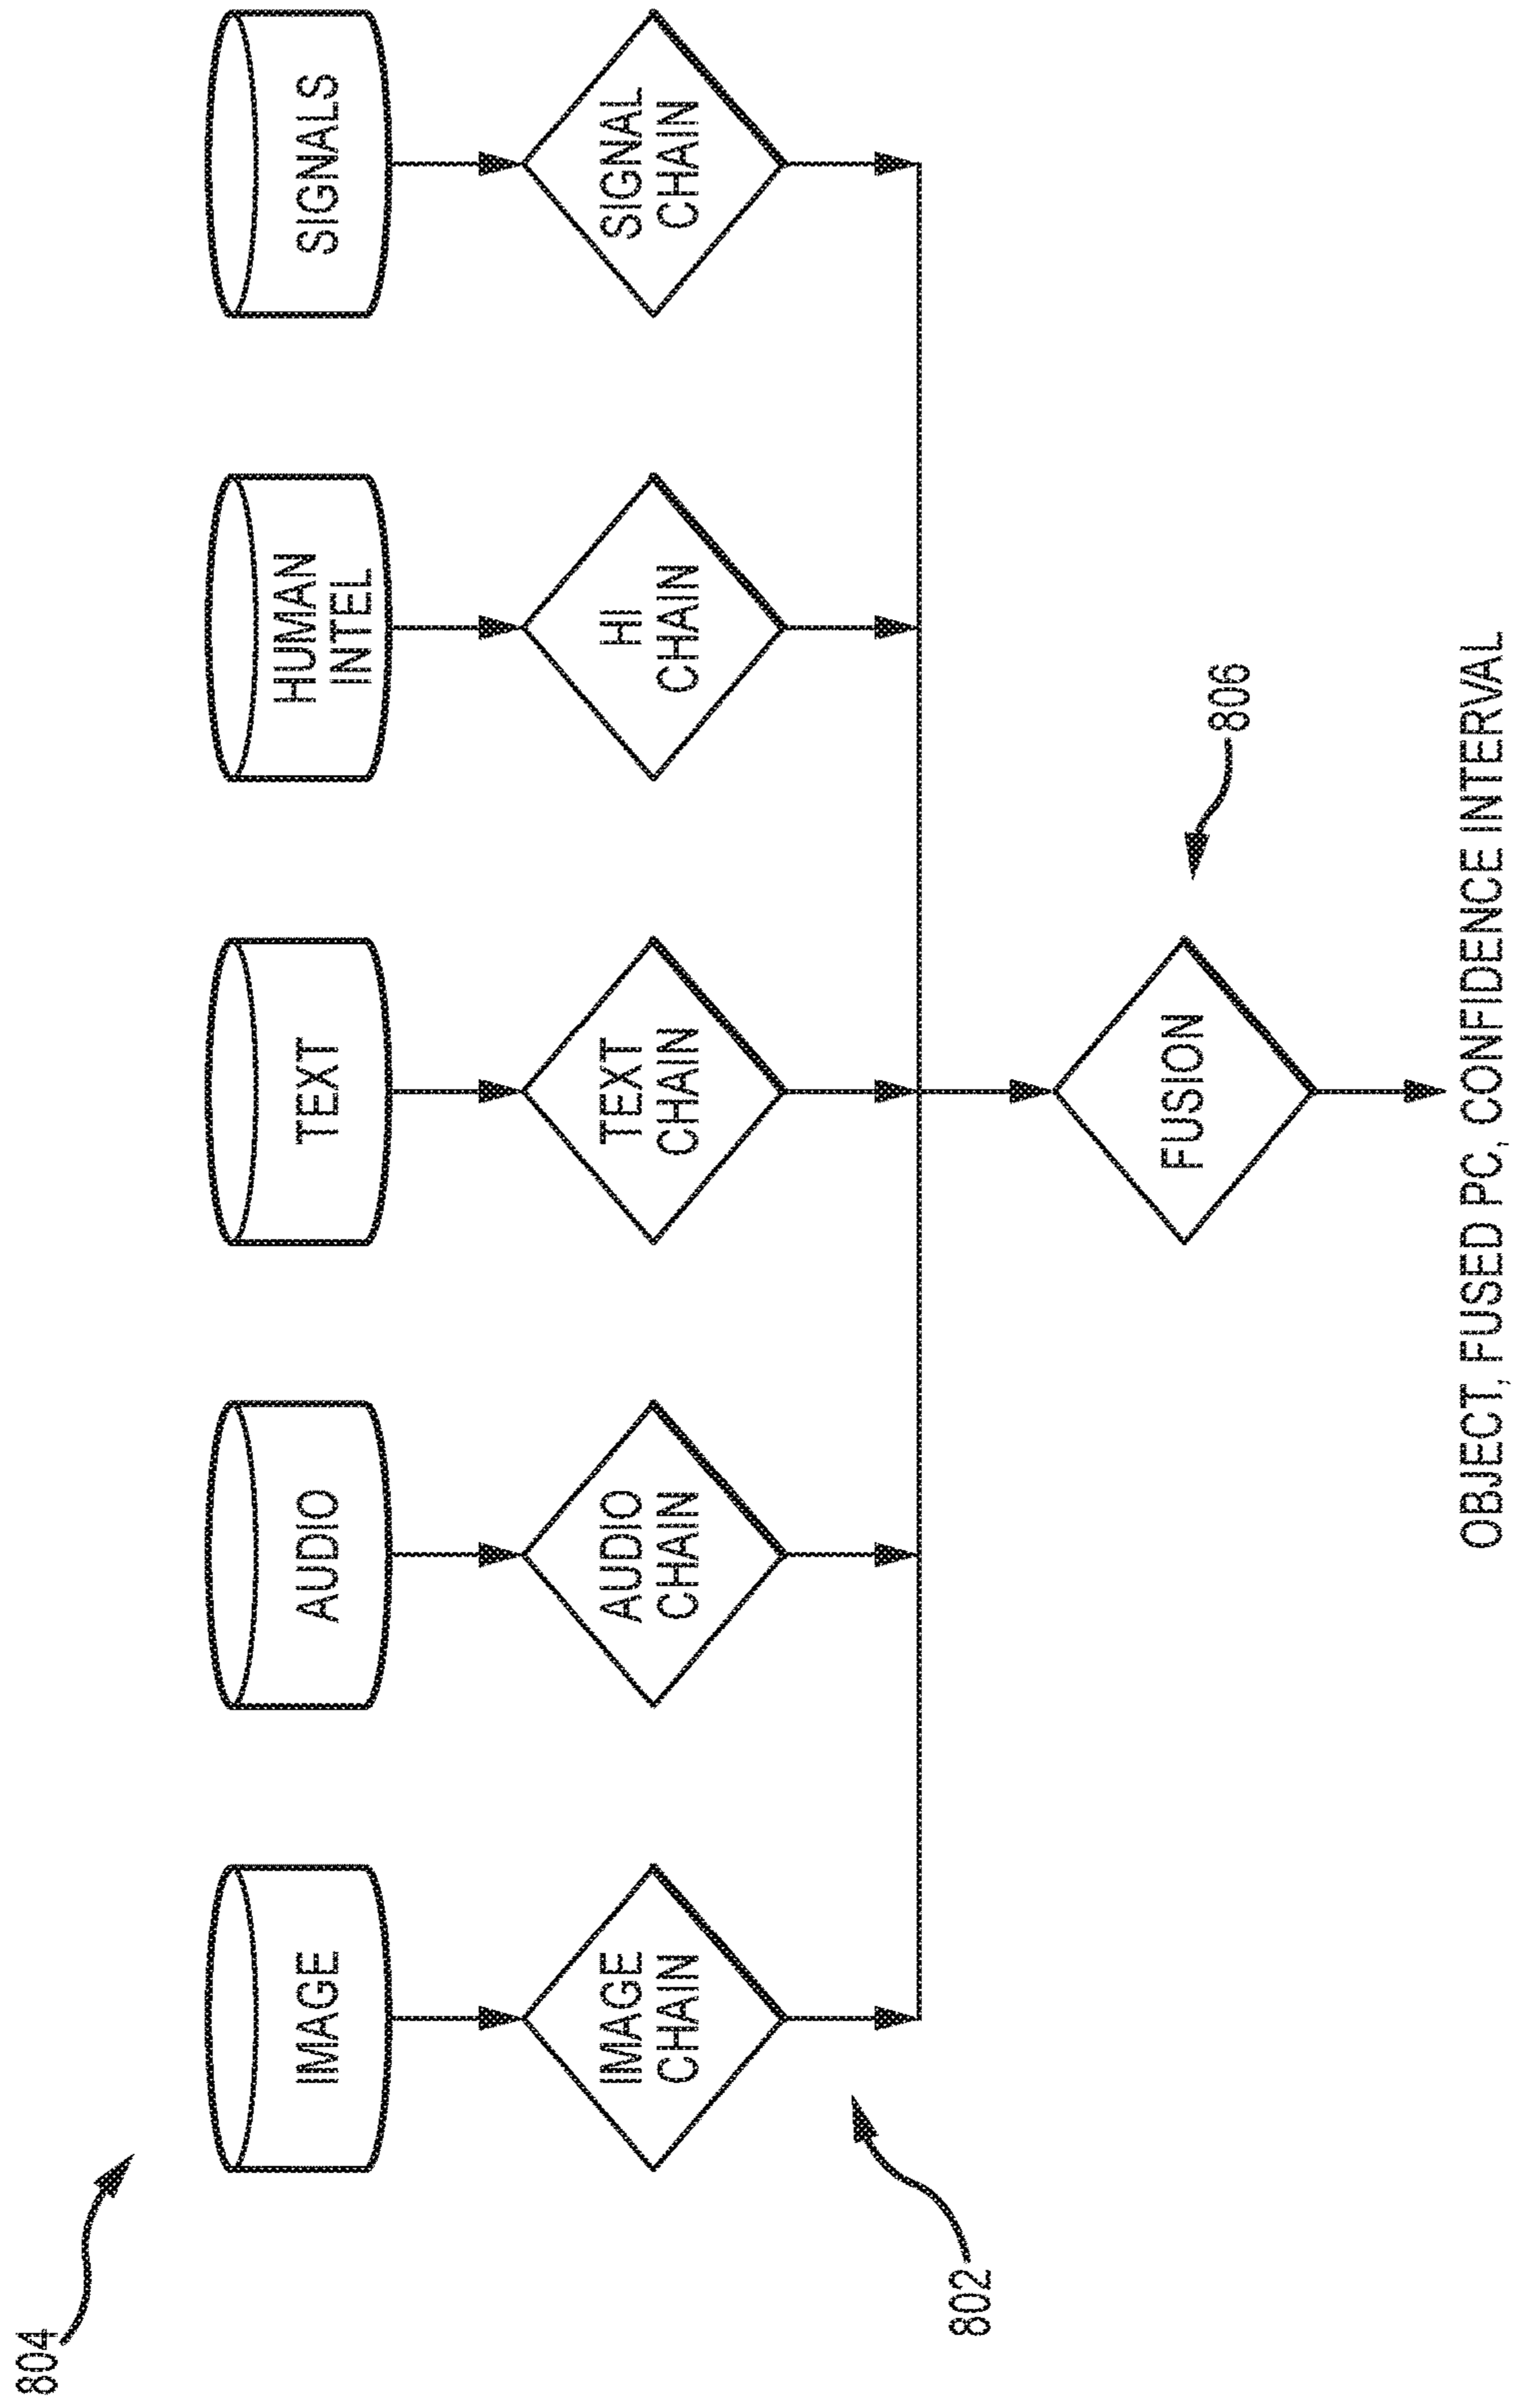 804
IMAGE
AUDIO
TEXT
HUMAN
INTEL
SIGNALS
IMAGE
CHAIN
AUDIO
CHAIN
TEXT
CHAIN
HI
CHAIN
SIGNAL
CHAIN
802
FUSION
806
OBJECT, FUSED PC, CONFIDENCE INTERVAL